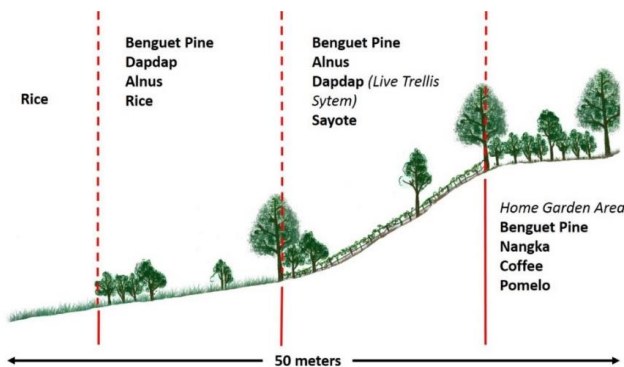 Rice
Benguet Pine
Dapdap
Alnus
Rice
Benguet Pine
Alnus
Dapdap (Live Trellis
Sytem)
Sayote
Home Garden Area
Benguet Pine
Nangka
Coffee
Pomelo
50 meters